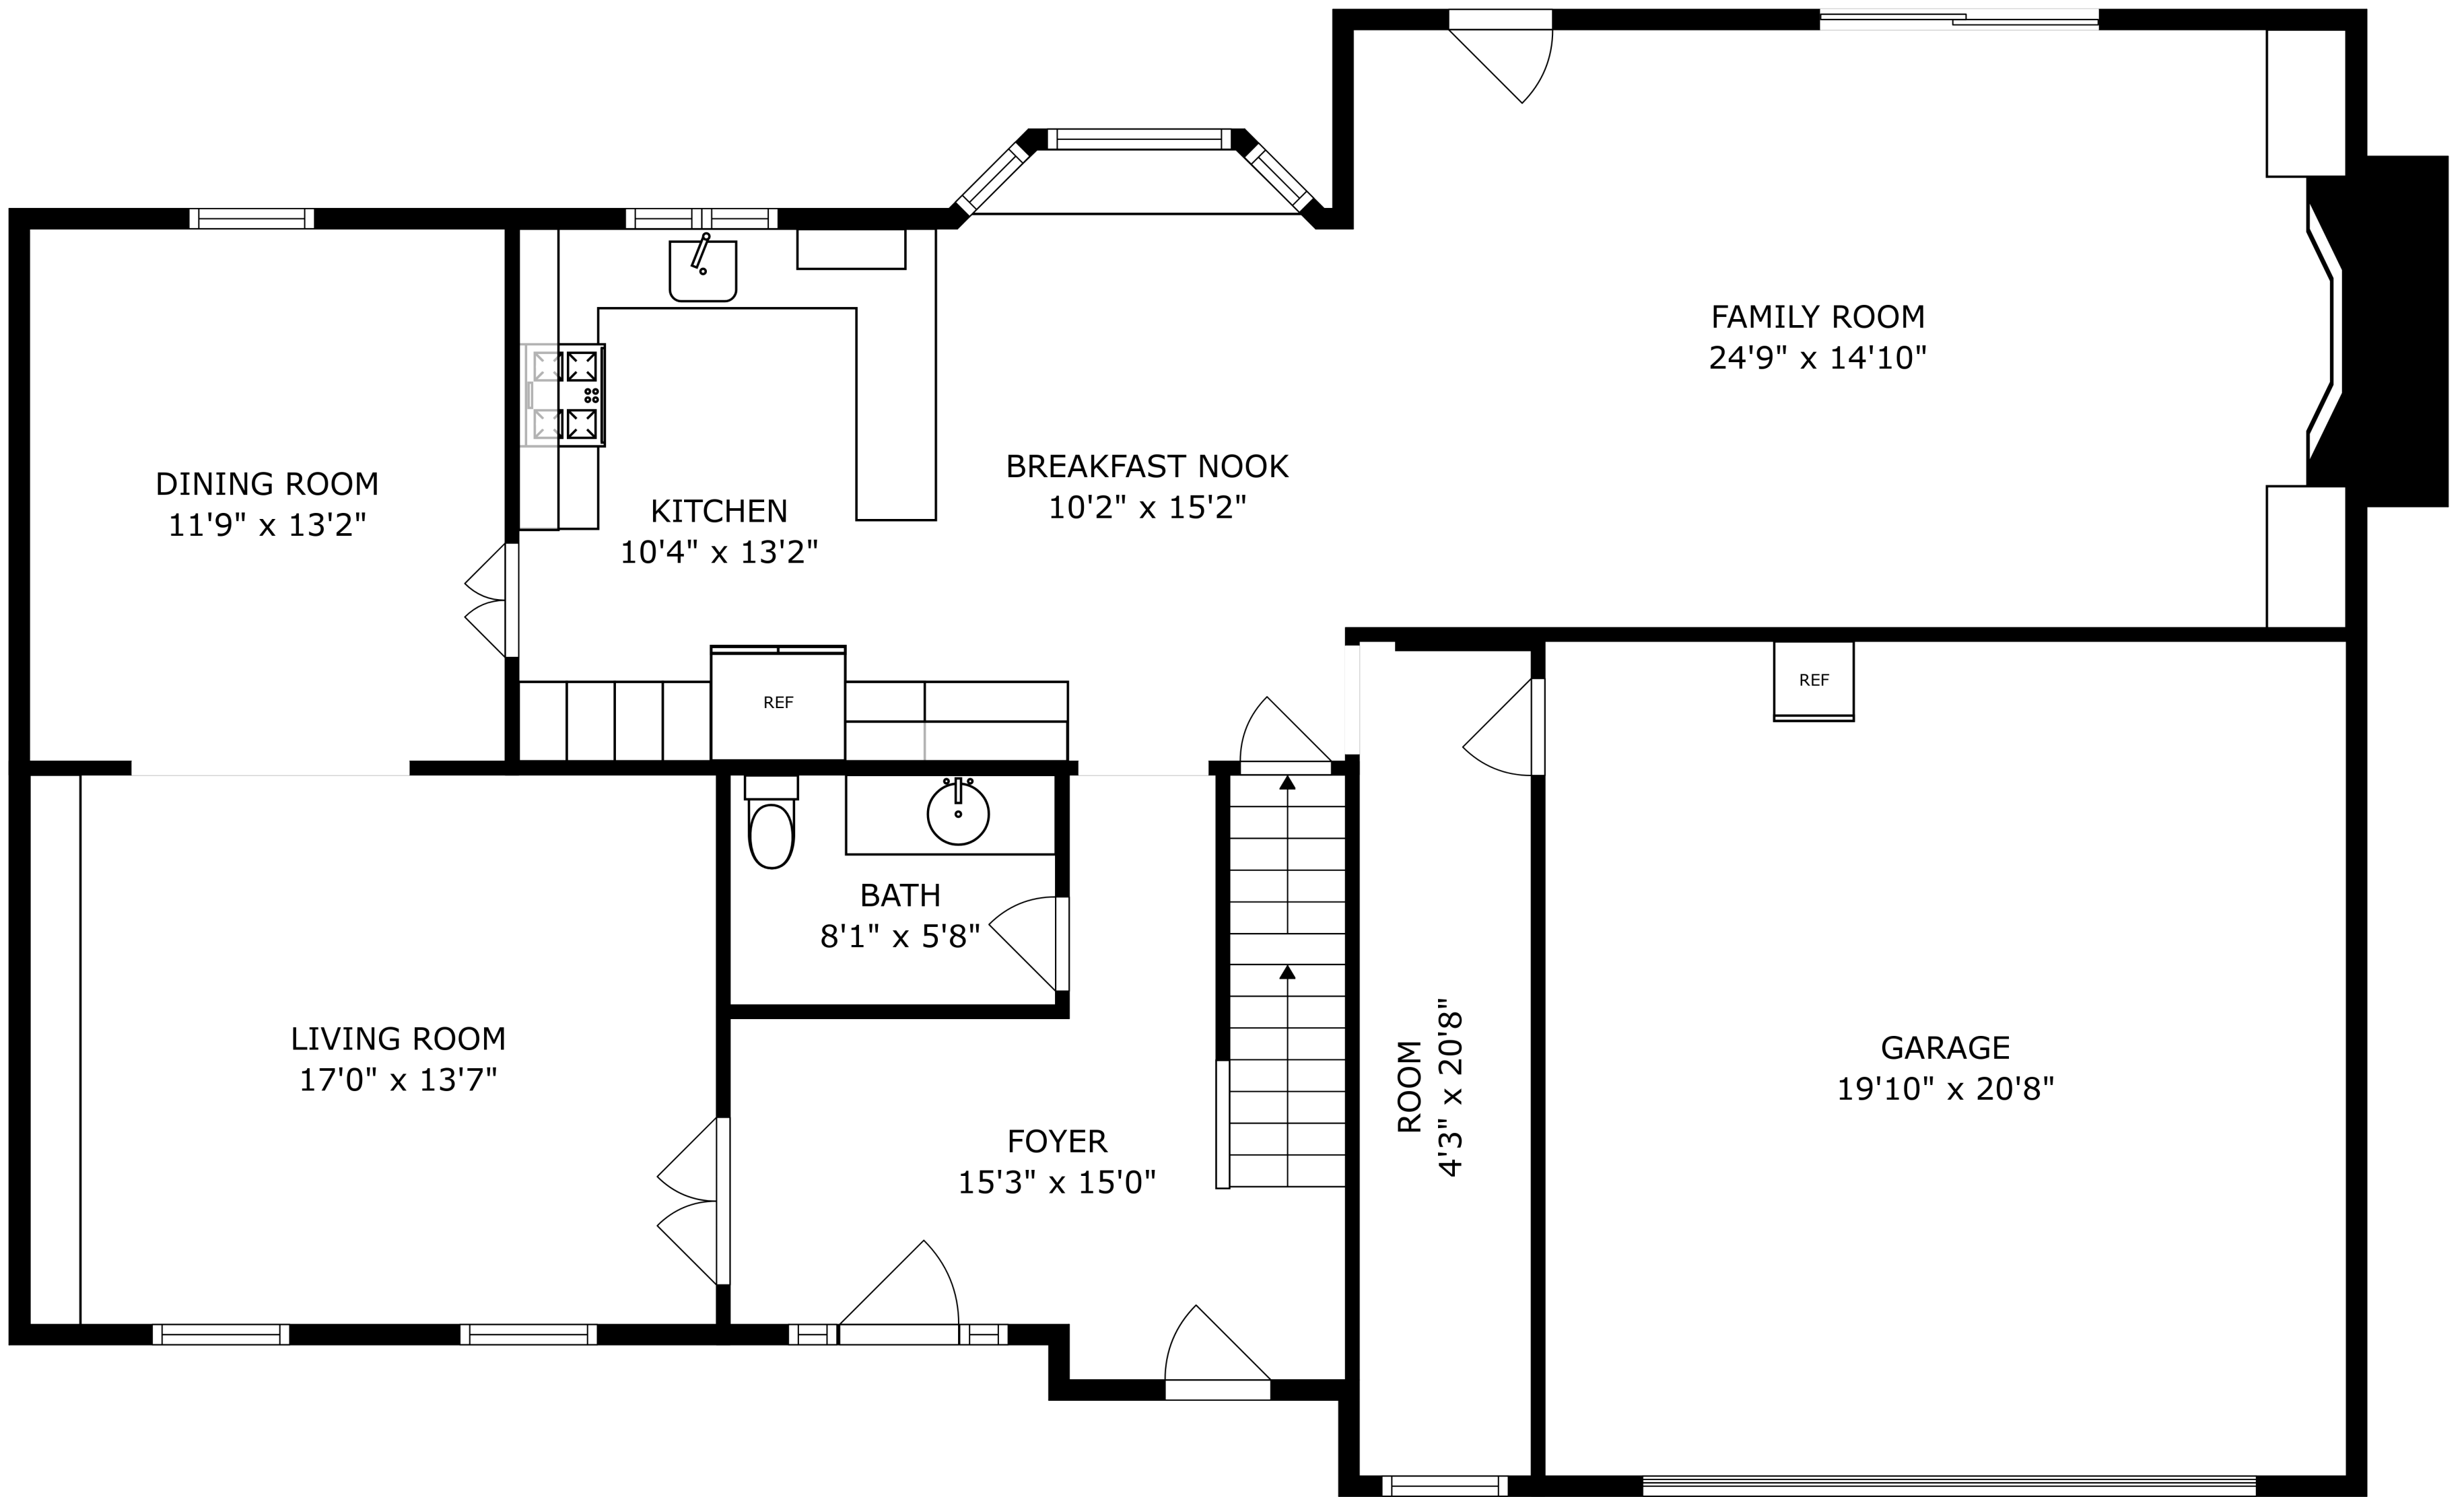 FAMILY ROOM
24'9" x 14'10"
BREAKFAST NOOK
10'2" x 15'2"
DINING ROOM
11'9" x 13'2"
KITCHEN
10'4" x 13'2"
REF
REF
BATH
8'1" x 5'8"
LIVING ROOM
17'0" x 13'7"
FOYER
15'3" x 15'0"
ROOM
4'3" x 20'8"
GARAGE
19'10" x 20'8"